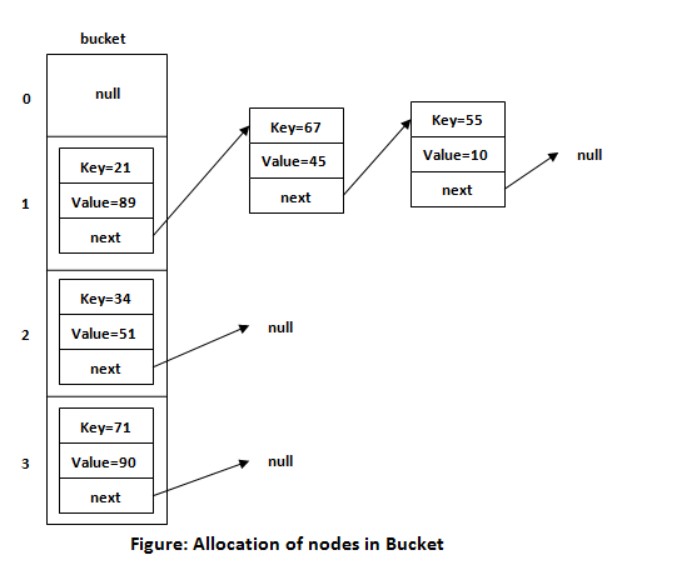 bucket
0
null
1
Key=21
Value=89
next
Key=67
Value=45
next
Key=55
Value=10
next
null
2
Key=34
Value=51
next
null
3
Key=71
Value=90
next
null
Figure: Allocation of nodes in Bucket